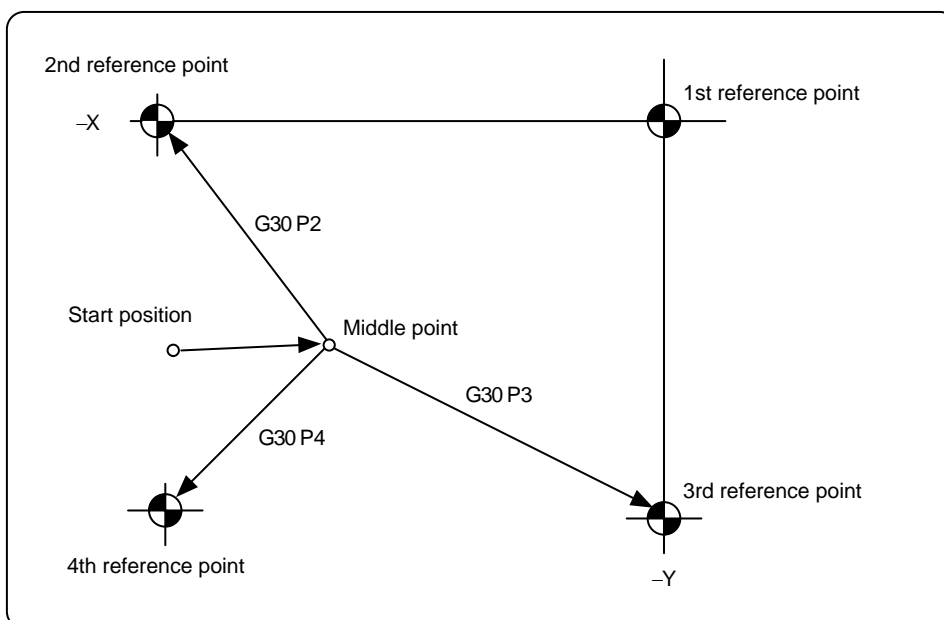 2nd reference point
1st reference point
–X
G30 P2
Start position
Middle point
G30 P3
G30 P4
3rd reference point
4th reference point
–Y